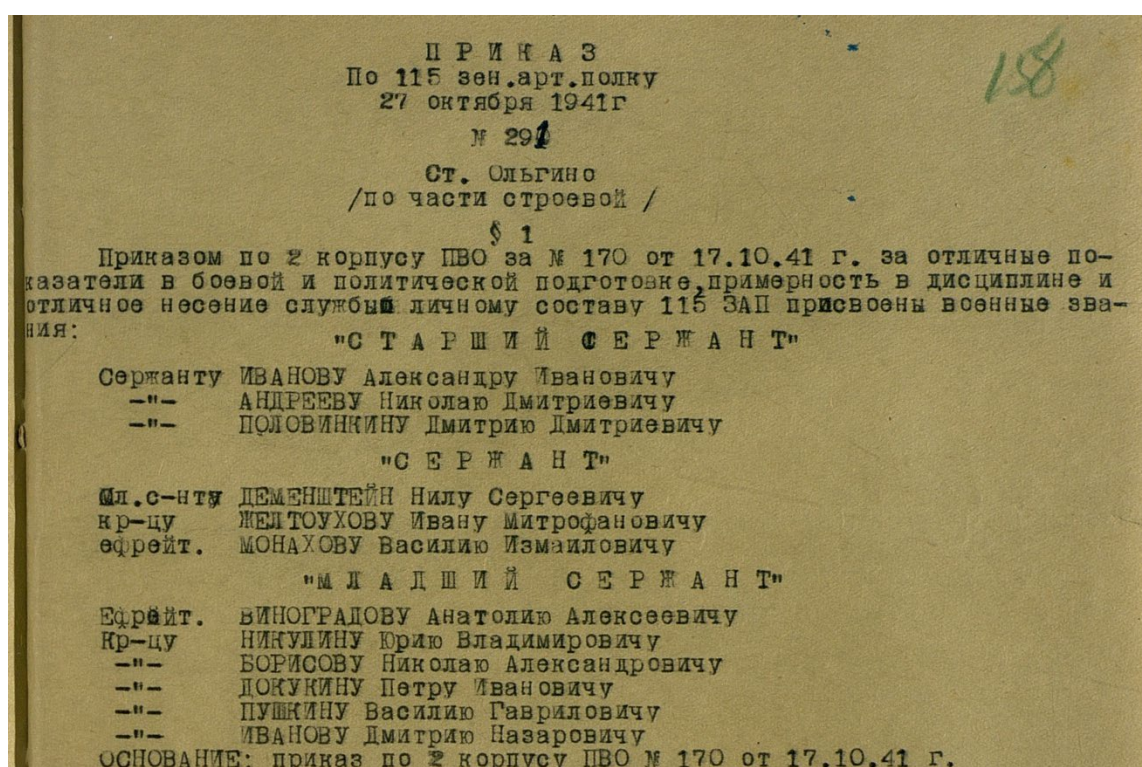 158
П Р И К А З
По 115 зен.арт.полку
27 октября 1941г
№ 291
Ст. Ольгино
/по части строевой /
§ 1
Приказом по 2 корпусу ПВО за № 170 от 17.10.41 г. за отличные по-
казатели в боевой и политической подготовке,примерность в дисциплине и
отличное несение службы личному составу 115 ЗАП присвоены военные зва-
ния:
"С Т А Р Ш И Й С Е Р Ж А Н Т"
Сержанту ИВАНОВУ Александру Ивановичу
-"- АНДРЕЕВУ Николаю Дмитриевичу
-"- ПОЛОВИНКИНУ Дмитрию Дмитриевичу
"С Е Р Ж А Н Т"
Мл.с-нту ДЕМЕНШТЕЙН Нилу Сергеевичу
кр-цу ЖЕЛТОУХОВУ Ивану Митрофановичу
ефрейт. МОНАХОВУ Василию Измаиловичу
"М Л А Д Ш И Й С Е Р Ж А Н Т"
Ефрейт. ВИНОГРАДОВУ Анатолию Алексеевичу
Кр-цу НИКУЛИНУ Юрию Владимировичу
-"- БОРИСОВУ Николаю Александровичу
-"- ДОКУКИНУ Петру Ивановичу
-"- ПУШКИНУ Василию Гавриловичу
-"- ИВАНОВУ Дмитрию Назаровичу
ОСНОВАНИЕ: приказ по 2 корпусу ПВО № 170 от 17.10.41 г.